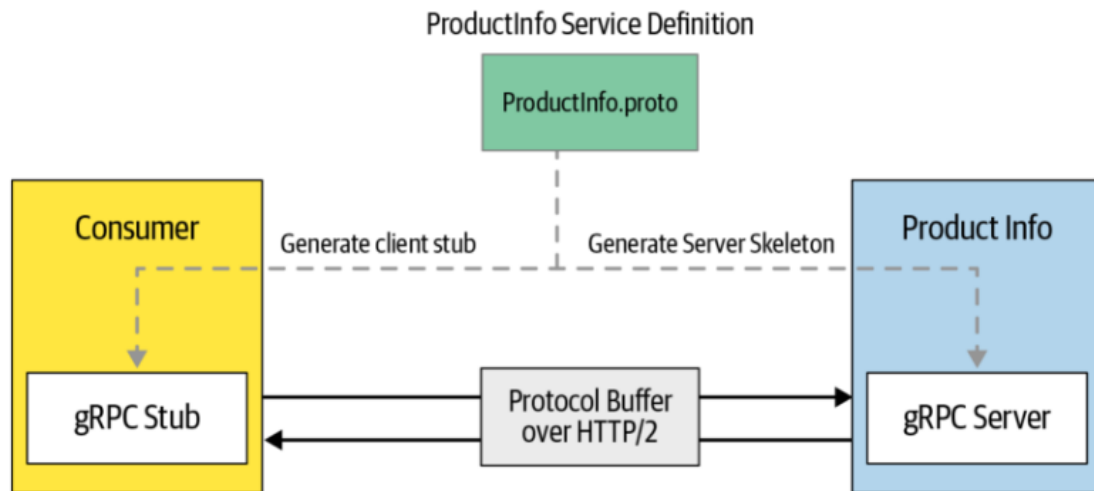 ProductInfo Service Definition
ProductInfo.proto
Consumer
Generate client stub
Generate Server Skeleton
Product Info
gRPC Stub
Protocol Buffer
over HTTP/2
gRPC Server